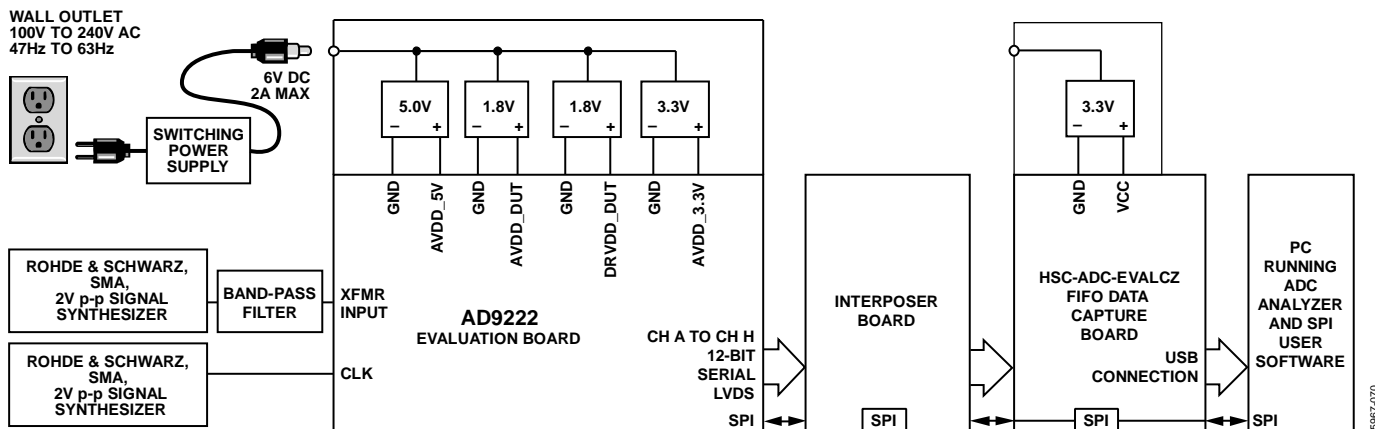 WALL OUTLET
100V TO 240V AC
47Hz TO 63Hz
6V DC
2A MAX
SWITCHING
POWER
SUPPLY
5.0V
– +
1.8V
– +
1.8V
– +
3.3V
– +
GND
AVDD_5V
GND
AVDD_DUT
GND
DRVDD_DUT
GND
AVDD_3.3V
3.3V
– +
GND
VCC
ROHDE & SCHWARZ,
SMA,
2V p-p SIGNAL
SYNTHESIZER
BAND-PASS
FILTER
XFMR
INPUT
ROHDE & SCHWARZ,
SMA,
2V p-p SIGNAL
SYNTHESIZER
CLK
AD9222
EVALUATION BOARD
CH A TO CH H
12-BIT
SERIAL
LVDS
SPI
INTERPOSER
BOARD
SPI
HSC-ADC-EVALCZ
FIFO DATA
CAPTURE
BOARD
USB
CONNECTION
SPI
PC
RUNNING
ADC
ANALYZER
AND SPI
USER
SOFTWARE
SPI